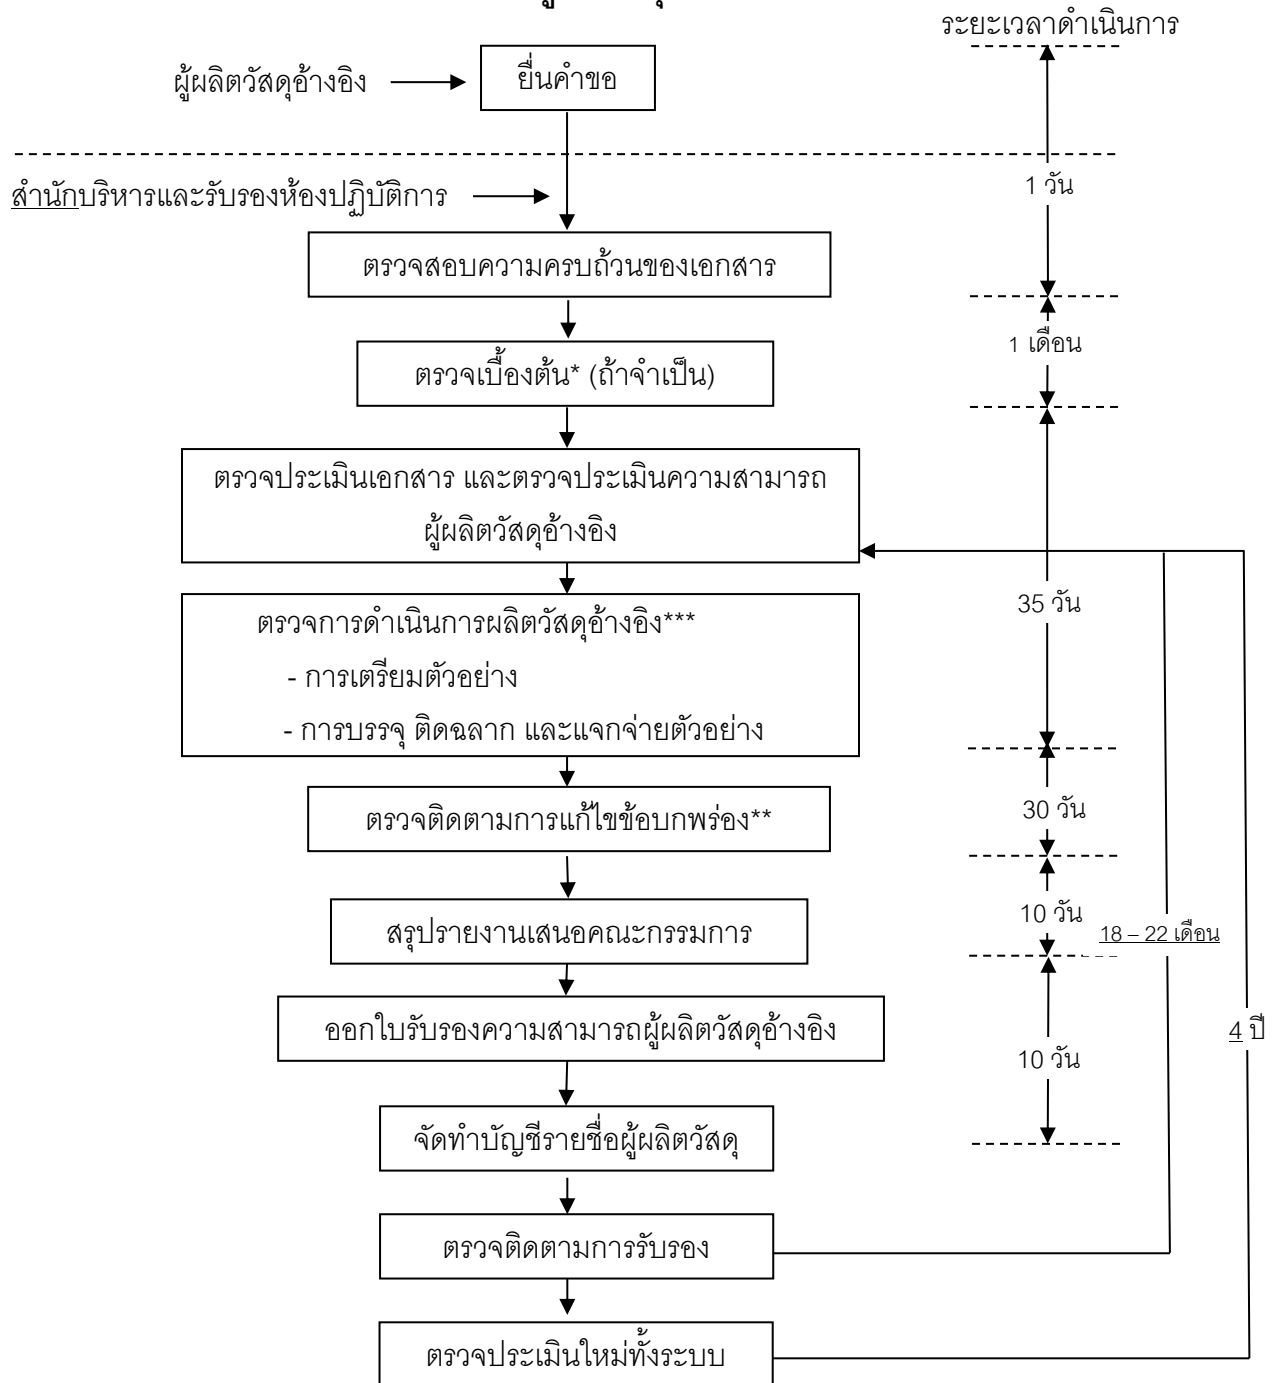 ระยะเวลาดำเนินการ
ผู้ผลิตวัสดุอ้างอิง
ยื่นคำขอ
1 วัน
สำนักบริหารและรับรองห้องปฏิบัติการ
ตรวจสอบความครบถ้วนของเอกสาร
1 เดือน
ตรวจเบื้องต้น* (ถ้าจำเป็น)
ตรวจประเมินเอกสาร และตรวจประเมินความสามารถ
ผู้ผลิตวัสดุอ้างอิง
35 วัน
ตรวจการดำเนินการผลิตวัสดุอ้างอิง***
- การเตรียมตัวอย่าง
- การบรรจุ ติดฉลาก และแจกจ่ายตัวอย่าง
30 วัน
ตรวจติดตามการแก้ไขข้อบกพร่อง**
10 วัน
สรุปรายงานเสนอคณะกรรมการ
18 – 22 เดือน
ออกใบรับรองความสามารถผู้ผลิตวัสดุอ้างอิง
4 ปี
10 วัน
จัดทำบัญชีรายชื่อผู้ผลิตวัสดุ
ตรวจติดตามการรับรอง
ตรวจประเมินใหม่ทั้งระบบ